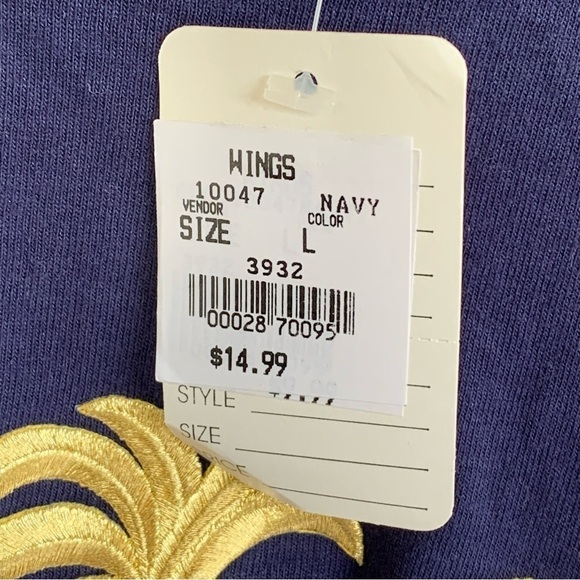 WINGS
10047 NAVY
VENDOR COLOR
SIZE L
3932
00028 70095
$14.99
STYLE
SIZE